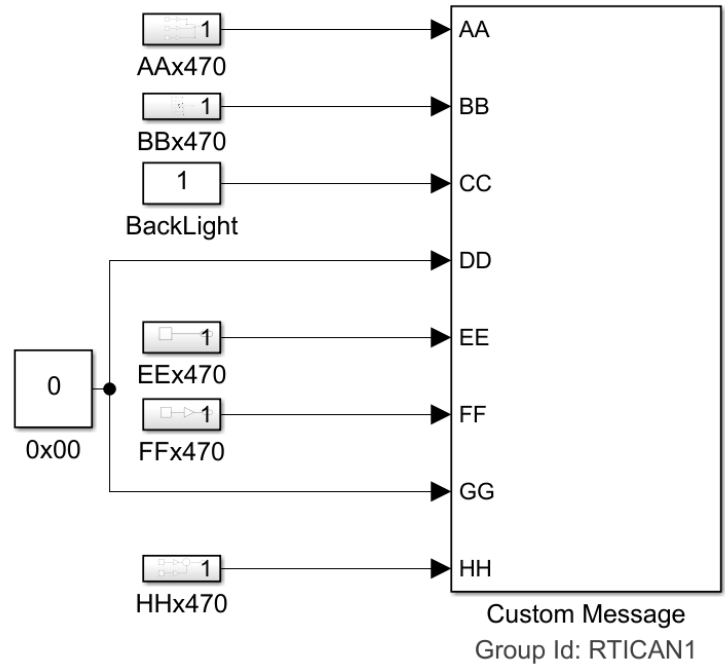 1
AA
AAx470
1
BB
BBx470
1
CC
BackLight
DD
1
EE
EEx470
0
0x00
1
FF
FFx470
GG
1
HH
HHx470
Custom Message
Group Id: RTICAN1